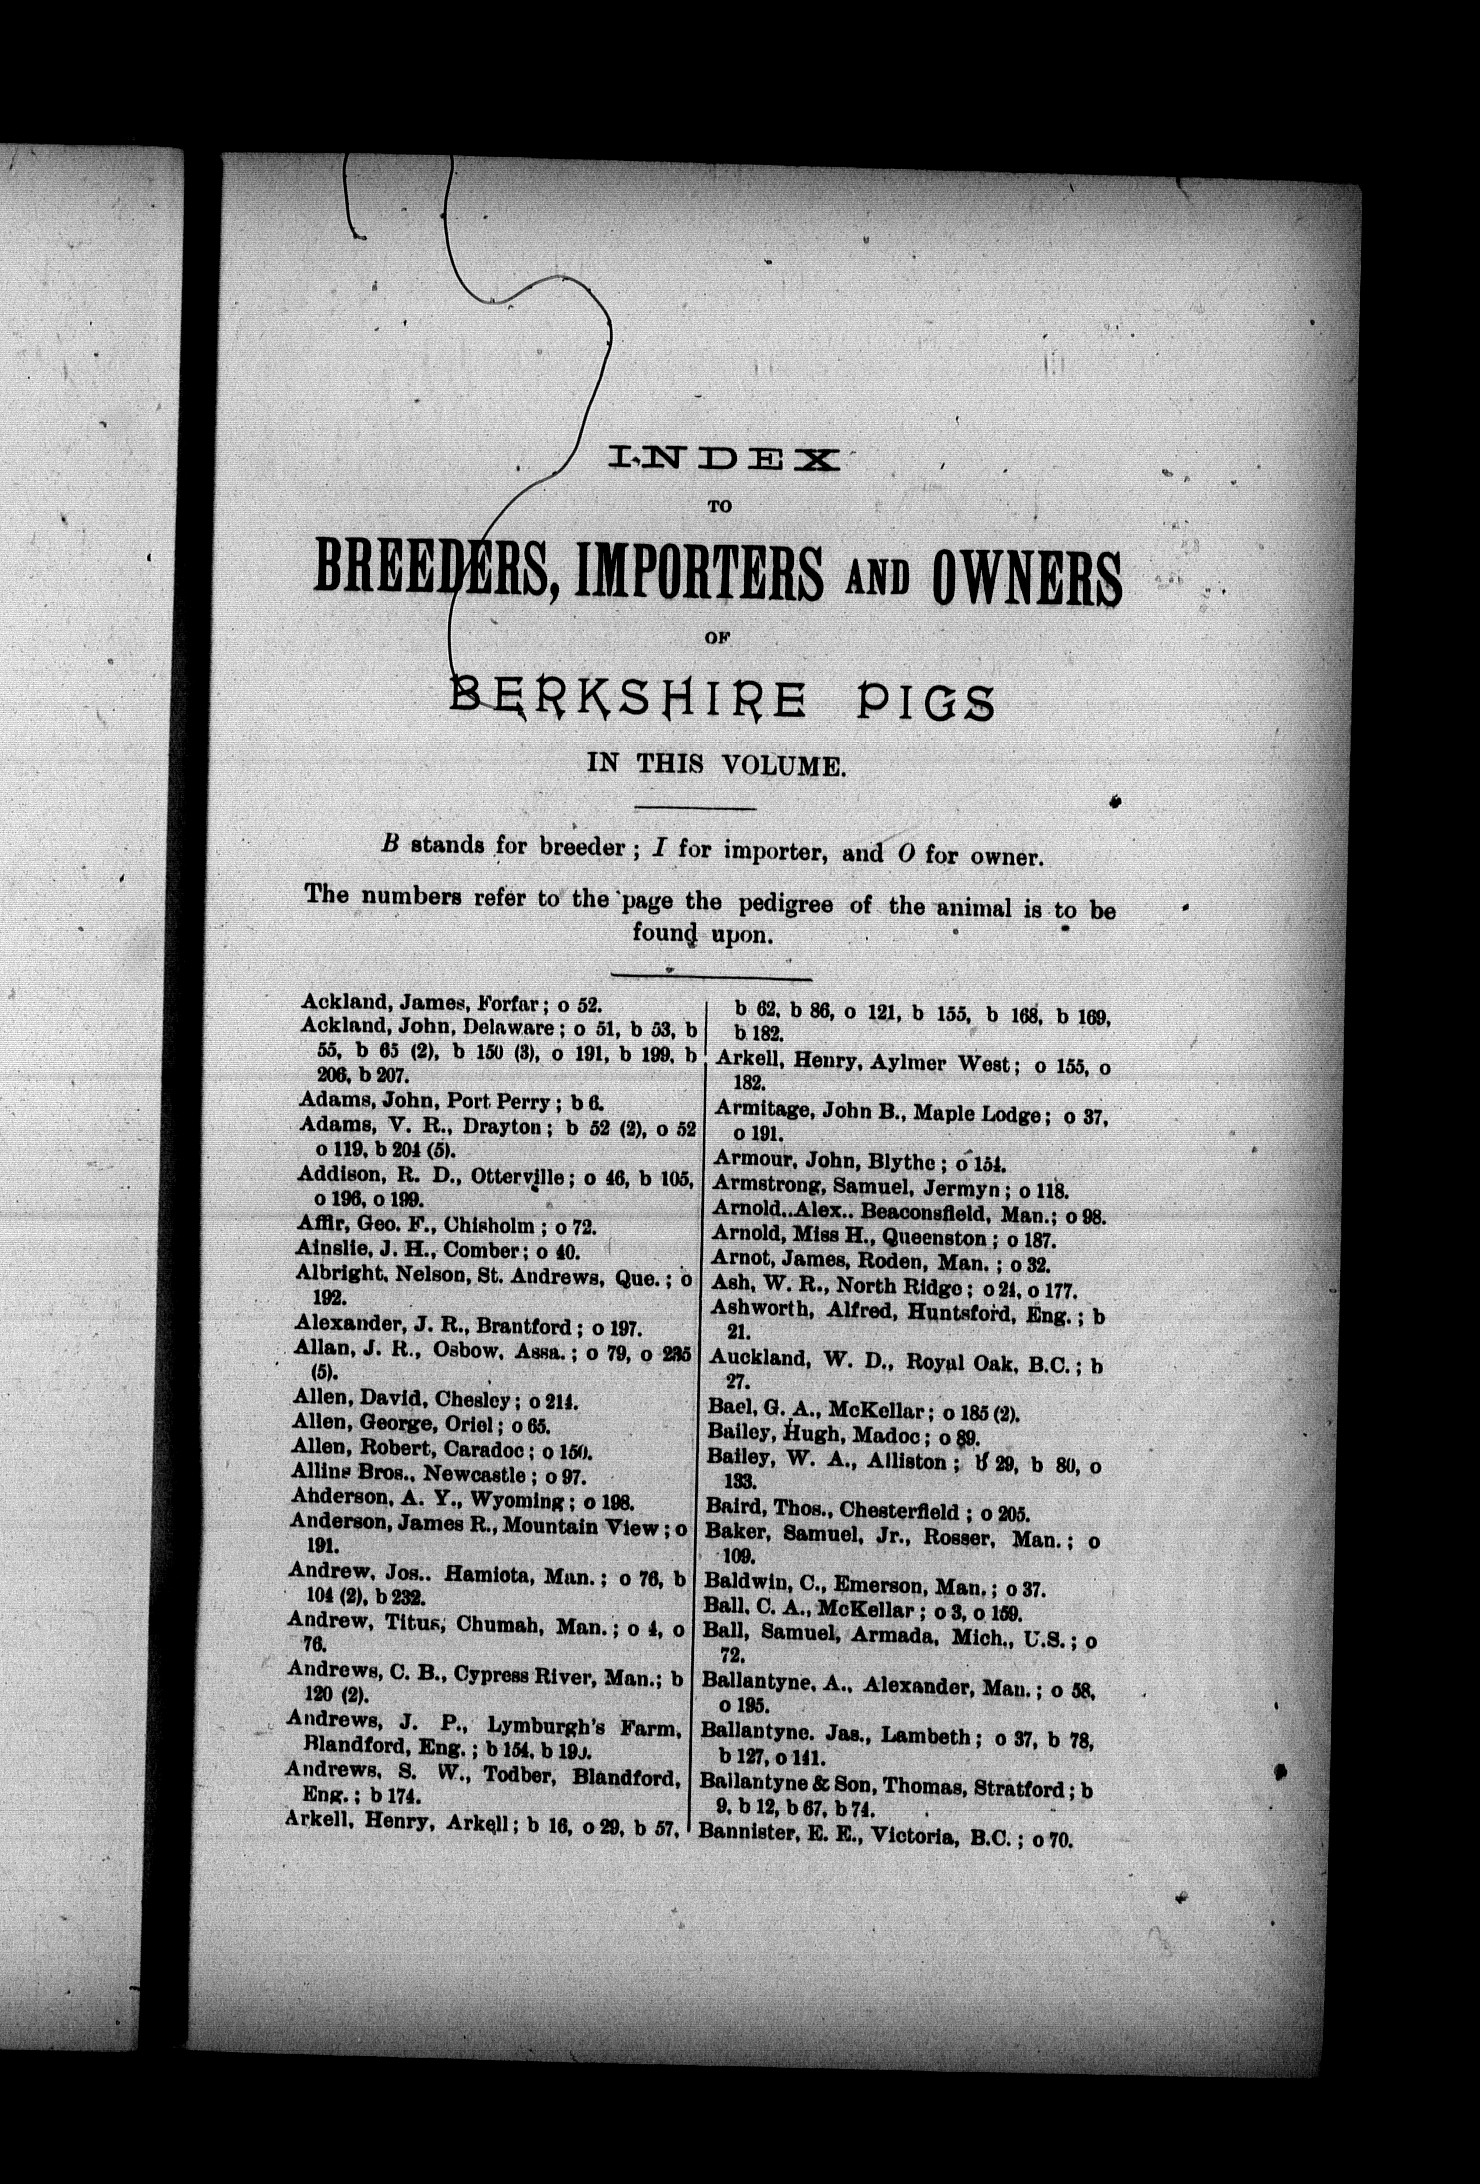 INDEX
TO
BREEDERS, IMPORTERS AND OWNERS
OF
BERKSHIRE PIGS
IN THIS VOLUME.
B stands for breeder ; I for importer, and O for owner.
The numbers refer to the page the pedigree of the animal is to be
found upon.
Ackland, James, Forfar ; o 52.
Ackland, John, Delaware ; o 51, b 53, b
55, b 65 (2), b 150 (3), o 191, b 199, b
206, b 207.
Adams, John, Port Perry ; b 6.
Adams, V. R., Drayton ; b 52 (2), o 52
o 119, b 204 (5).
Addison, R. D., Otterville ; o 46, b 105,
o 196, o 199.
Affir, Geo. F., Chisholm ; o 72.
Ainslie, J. H., Comber ; o 40.
Albright, Nelson, St. Andrews, Que. ; o
192.
Alexander, J. R., Brantford ; o 197.
Allan, J. R., Osbow, Assa. ; o 79, o 235
(5).
Allen, David, Chesley ; o 214.
Allen, George, Oriel ; o 65.
Allen, Robert, Caradoc ; o 150.
Allins Bros., Newcastle ; o 97.
Anderson, A. Y., Wyoming ; o 198.
Anderson, James R., Mountain View ; o
191.
Andrew, Jos.. Hamiota, Man. ; o 76, b
104 (2), b 232.
Andrew, Titus, Chumah, Man. ; o 4, o
76.
Andrews, C. B., Cypress River, Man.; b
120 (2).
Andrews, J. P., Lymburgh's Farm,
Blandford, Eng. ; b 154, b
Andrews, S. W., Todber, Blandford,
Eng. ; b 174.
Arkell, Henry, Arkell ; b 16, o 29, b 57,
b 62, b 86, o 121, b 155, b 168, b 169,
b 182.
Arkell, Henry, Aylmer West ; o 155, o
182.
Armitage, John B., Maple Lodge ; o 37,
o 191.
Armour, John, Blythe ; o 154.
Armstrong, Samuel, Jermyn ; o 118.
Arnold,.Alex.. Beaconsfield, Man.; o 98.
Arnold, Miss H., Queenston ; o 187.
Arnot, James, Roden, Man. ; o 32.
Ash, W. R., North Ridge ; o 24, o 177.
Ashworth, Alfred, Huntsford, Eng. ; b
21.
Auckland, W. D., Royal Oak, B.C. ; b
27.
Bael, G. A., McKellar ; o 185 (2).
Bailey, Hugh, Madoc ; o 89.
Bailey, W. A., Alliston ; b 29, b 80, o
133.
Baird, Thos., Chesterfield ; o 205.
Baker, Samuel, Jr., Rosser, Man. ; o
109.
Baldwin, C., Emerson, Man. ; o 37.
Ball, C. A., McKellar ; o 3, o 159.
Ball, Samuel, Armada, Mich., U.S. ; o
72.
Ballantyne, A., Alexander, Man. ; o 58,
o 195.
Ballantyne. Jas., Lambeth ; o 37, b 78,
b 127, o 141.
Ballantyne & Son, Thomas, Stratford ; b
9, b 12, b 67, b 74.
Bannister, E. E., Victoria, B.C. ; o 70.